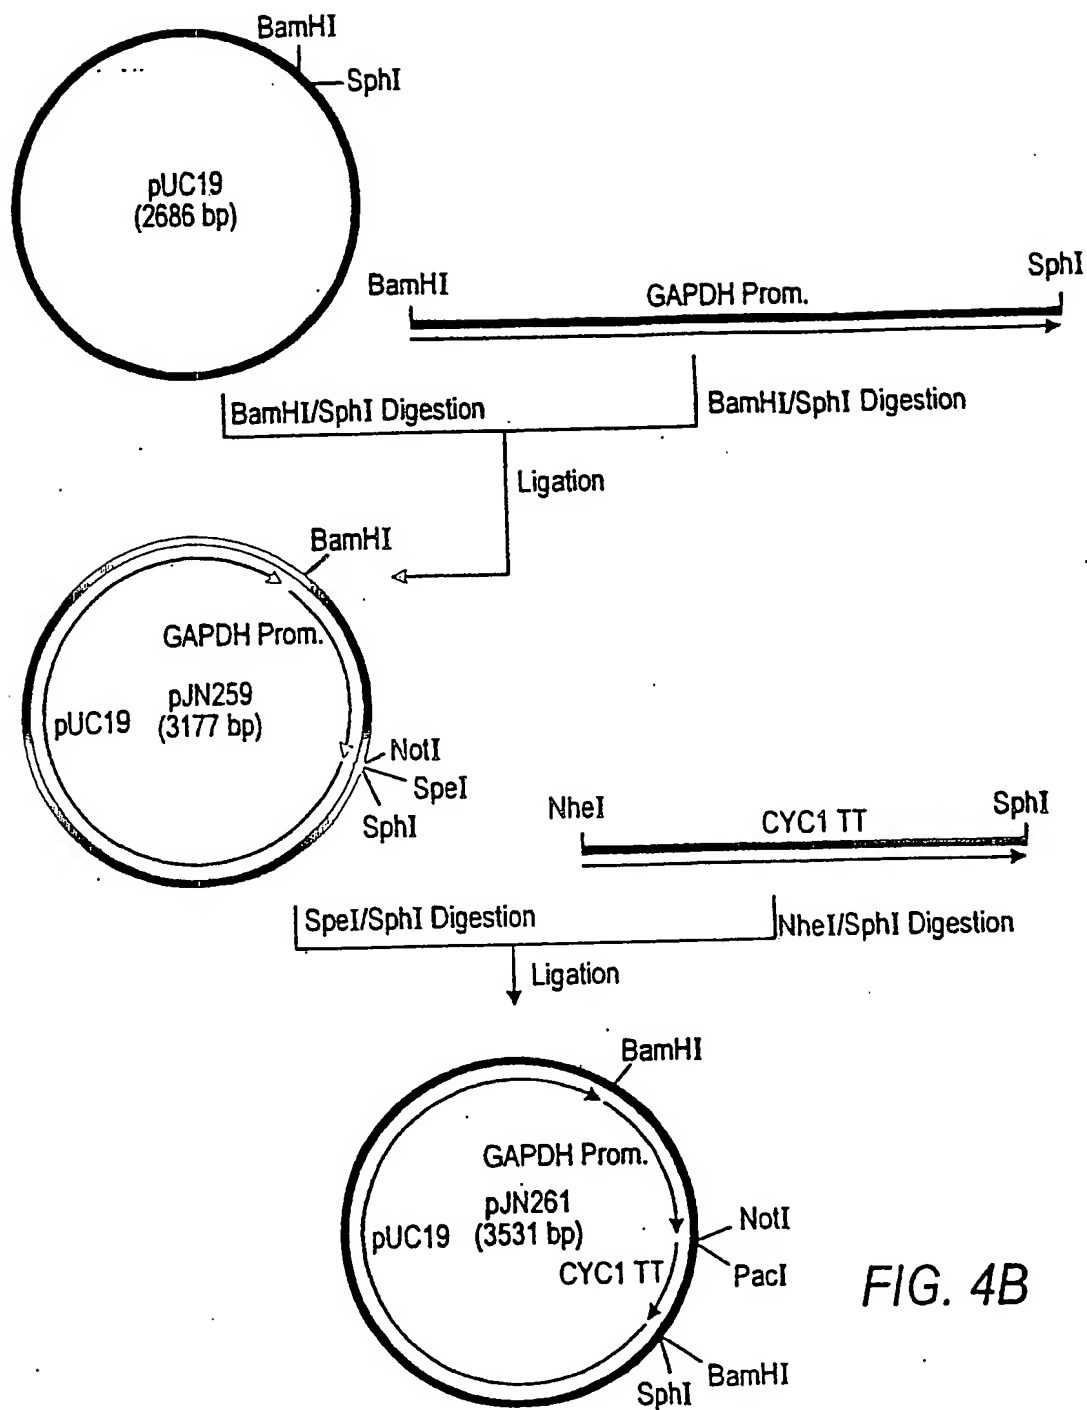 BamHI
SphI
pUC19
(2686 bp)
BamHI
GAPDH Prom.
SphI
BamHI/SphI Digestion
BamHI/SphI Digestion
Ligation
BamHI
GAPDH Prom.
pJN259
pUC19 (3177 bp)
NotI
SpeI
SphI
NheI
CYC1 TT
SphI
SpeI/SphI Digestion
NheI/SphI Digestion
Ligation
BamHI
GAPDH Prom.
pJN261
pUC19 (3531 bp)
NotI
CYC1 TT
PacI
FIG. 4B
BamHI
SphI